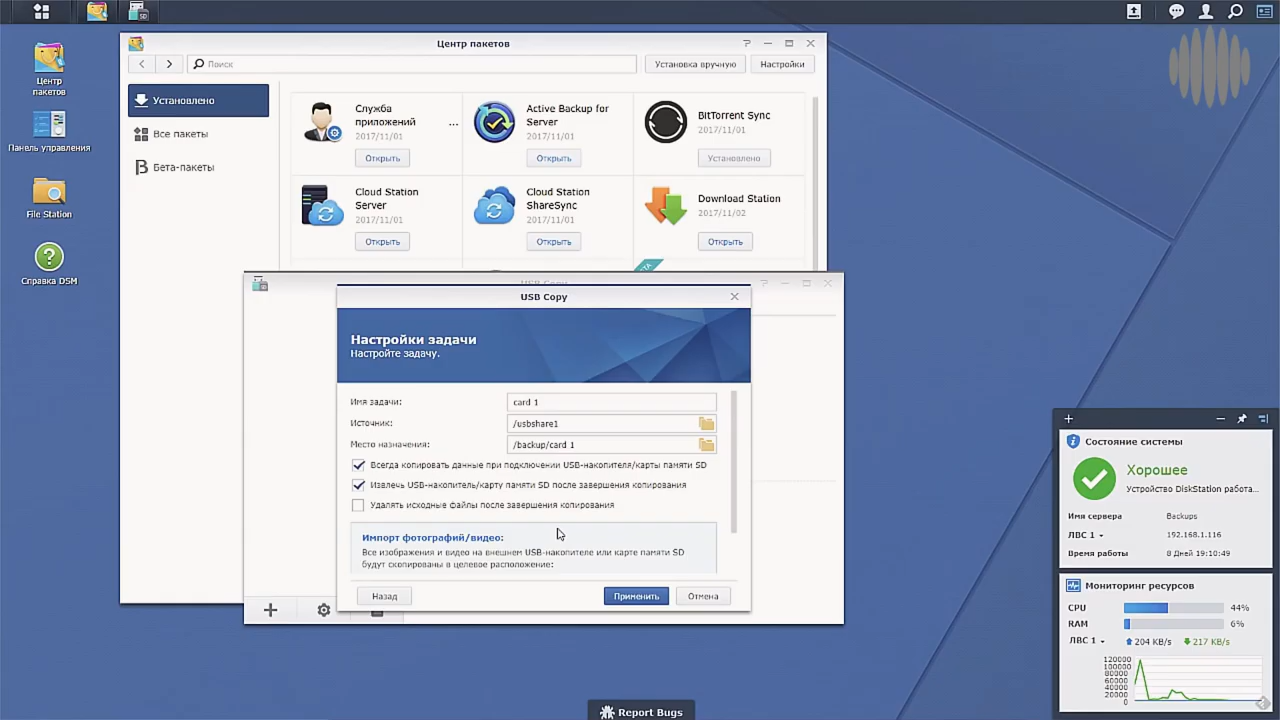 Центр пакетов
Поиск
Установка вручную
Настройки
Центр
пакетов
Панель управления
File Station
Справка DSM
Установлено
Все пакеты
Бета-пакеты
Служба
приложений ...
2017/11/01
Открыть
Active Backup for
Server
2017/11/01
Открыть
BitTorrent Sync
2017/11/01
Установлено
Cloud Station
Server
2017/11/01
Открыть
Cloud Station
ShareSync
2017/11/01
Открыть
Download Station
2017/11/02
Открыть
USB Copy
USB Copy
Настройки задачи
Настройте задачу.
Имя задачи: card 1
Источник: /usbshare1
Место назначения: /backup/card 1
Всегда копировать данные при подключении USB-накопителя/карты памяти SD
Извлечь USB-накопитель/карту памяти SD после завершения копирования
Удалять исходные файлы после завершения копирования
Импорт фотографий/видео:
Все изображения и видео на внешнем USB-накопителе или карте памяти SD
будут скопированы в целевое расположение:
Назад
Применить
Отмена
Состояние системы
Хорошее
Устройство DiskStation работа...
Имя сервера Backups
ЛВС 1 192.168.1.116
Время работы 8 Дней 19:10:49
Мониторинг ресурсов
CPU 44%
RAM 6%
ЛВС 1 204 KB/s 217 KB/s
120000
100000
80000
60000
40000
20000
0
Report Bugs